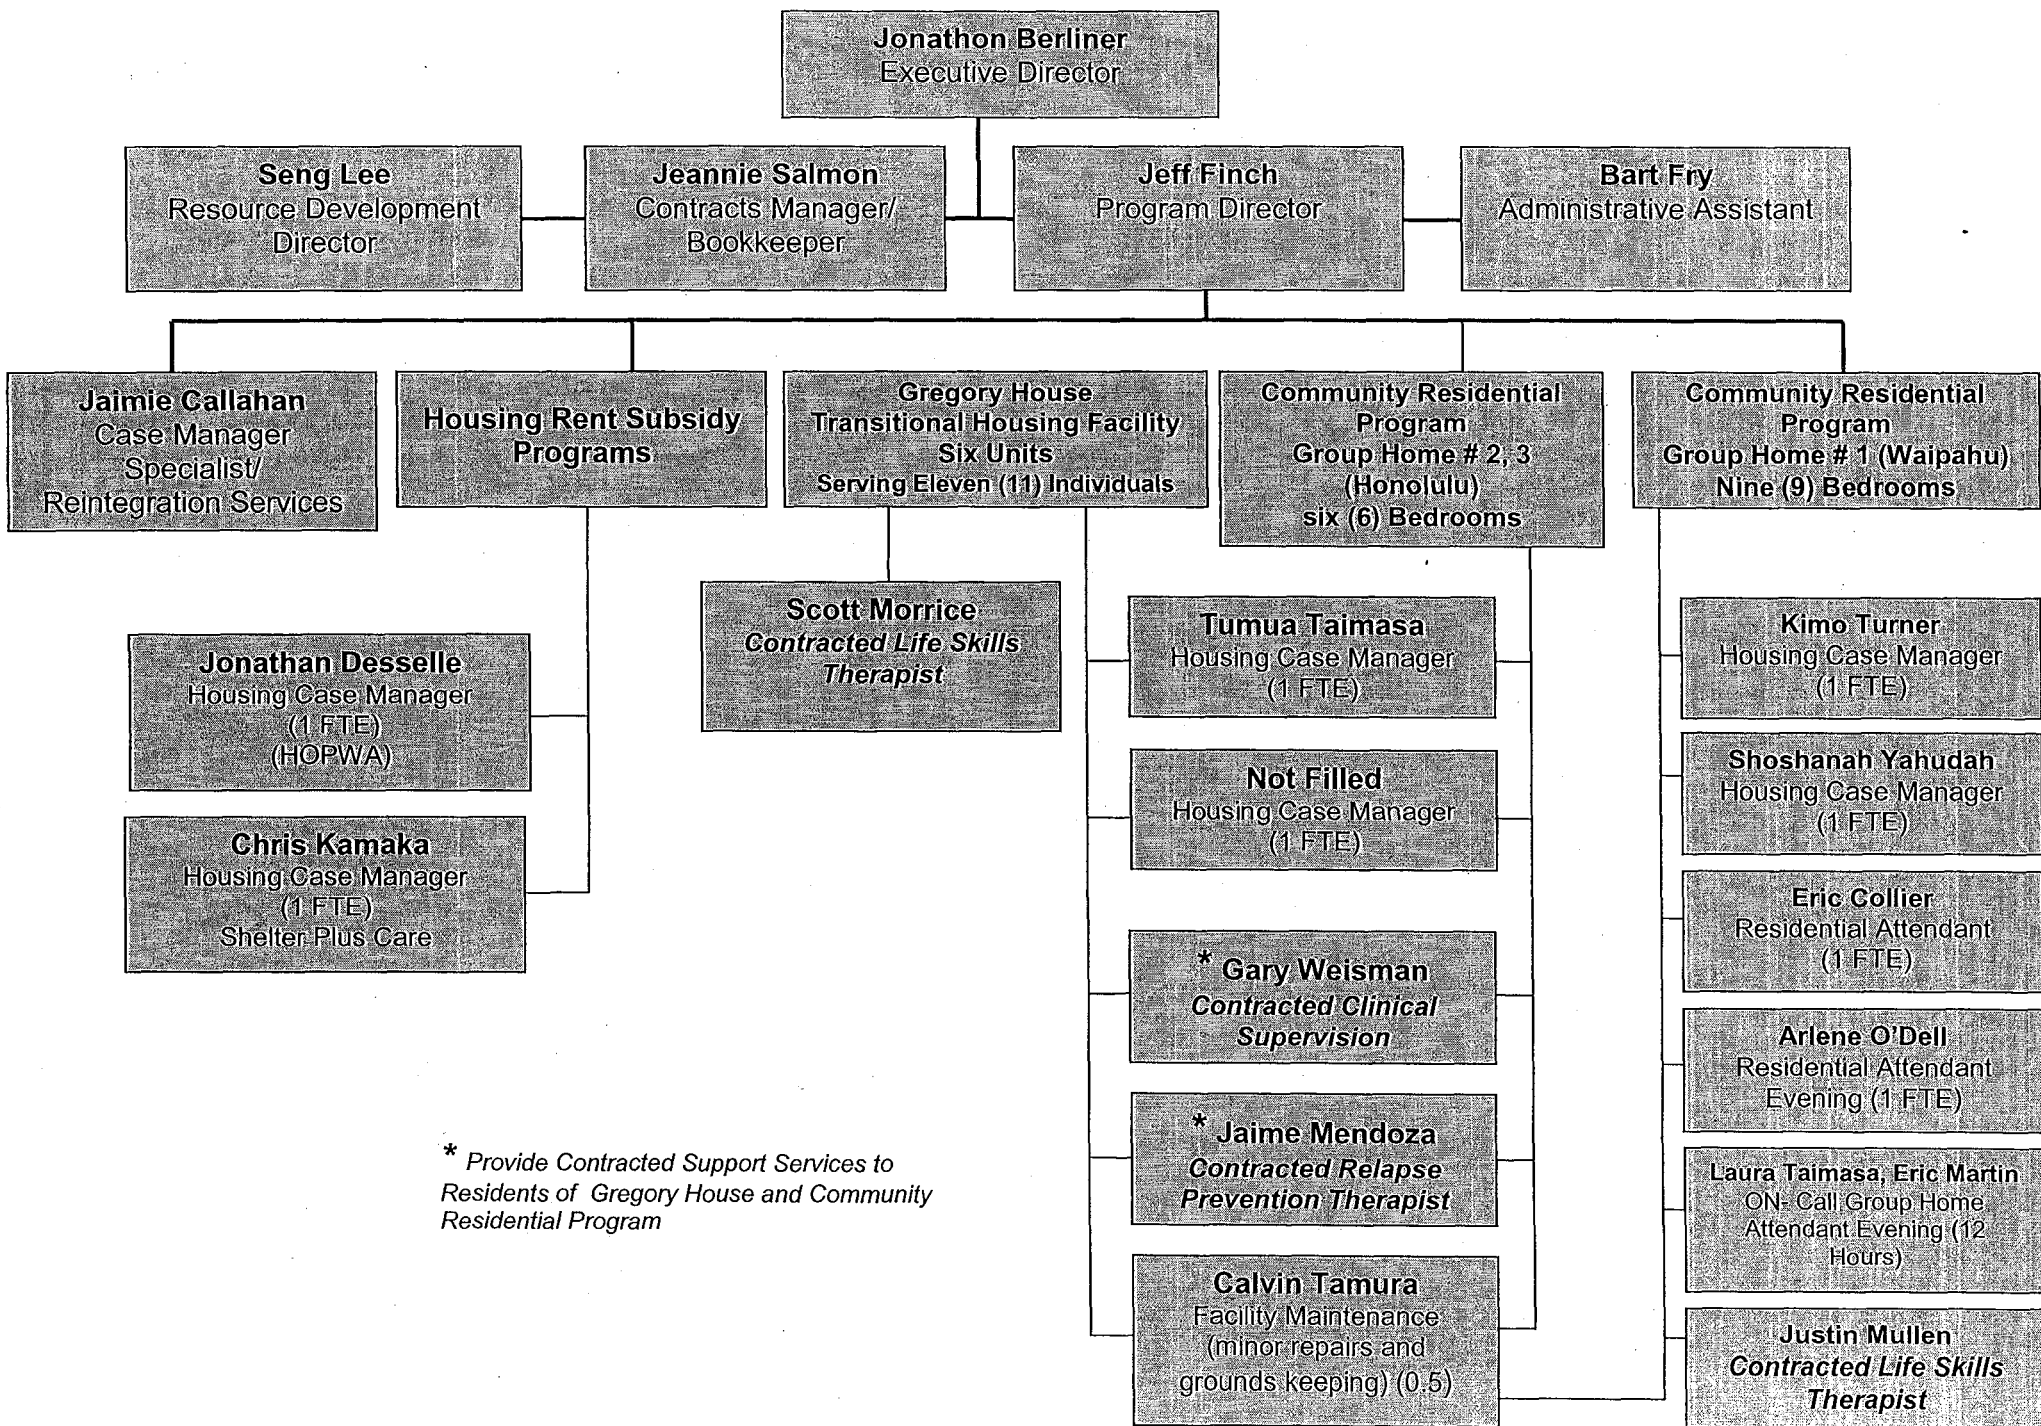 Jonathon Berliner
Executive Director
Seng Lee
Resource Development
Director
Jeannie Salmon
Contracts Manager/
Bookkeeper
Jeff Finch
Program Director
Bart Fry
Administrative Assistant
Jaimie Callahan
Case Manager
Specialist/
Reintegration Services
Housing Rent Subsidy
Programs
Gregory House
Transitional Housing Facility
Six Units
Serving Eleven (11) Individuals
Community Residential
Program
Group Home # 2, 3
(Honolulu)
six (6) Bedrooms
Community Residential
Program
Group Home # 1 (Waipahu)
Nine (9) Bedrooms
Jonathan Desselle
Housing Case Manager
(1 FTE)
(HOPWA)
Chris Kamaka
Housing Case Manager
(1 FTE)
Shelter Plus Care
Scott Morrice
Contracted Life Skills
Therapist
Tumua Taimasa
Housing Case Manager
(1 FTE)
Not Filled
Housing Case Manager
(1 FTE)
* Gary Weisman
Contracted Clinical
Supervision
* Jaime Mendoza
Contracted Relapse
Prevention Therapist
Calvin Tamura
Facility Maintenance
(minor repairs and
grounds keeping) (0.5)
Kimo Turner
Housing Case Manager
(1 FTE)
Shoshanah Yahudah
Housing Case Manager
(1 FTE)
Eric Collier
Residential Attendant
(1 FTE)
Arlene O'Dell
Residential Attendant
Evening (1 FTE)
Laura Taimasa, Eric Martin
ON- Call Group Home
Attendant Evening (12
Hours)
Justin Mullen
Contracted Life Skills
Therapist
* Provide Contracted Support Services to
Residents of Gregory House and Community
Residential Program